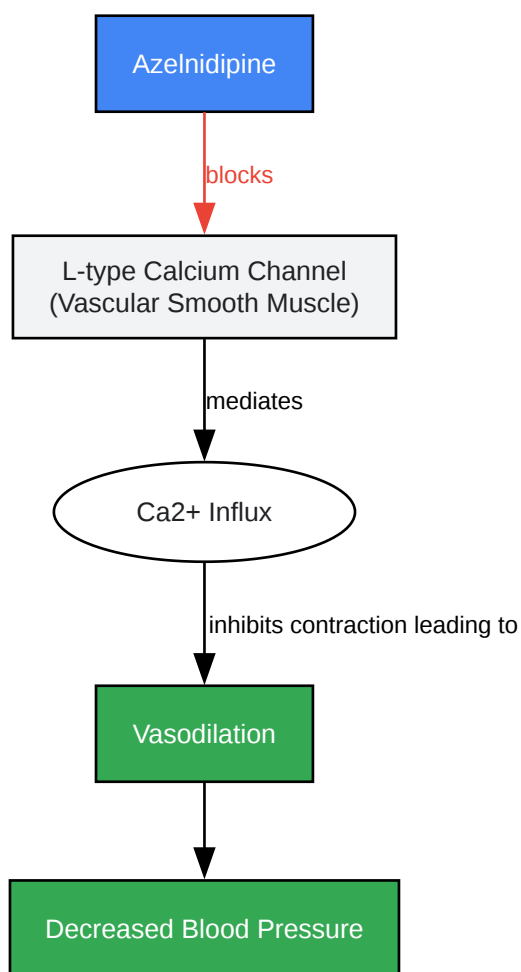 Azelnidipine
blocks
L-type Calcium Channel
(Vascular Smooth Muscle)
mediates
Ca2+ Influx
inhibits contraction leading to
Vasodilation
Decreased Blood Pressure